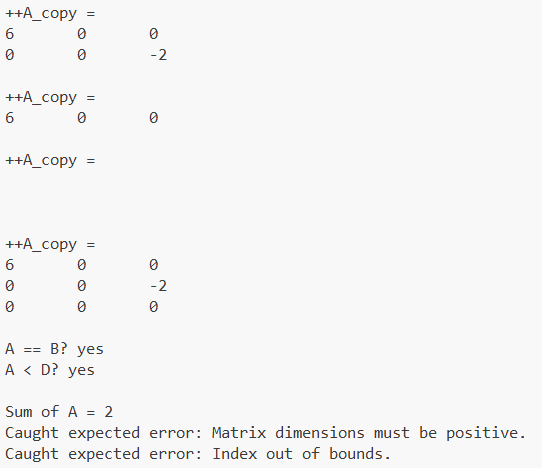 ++A_copy =
6 0 0
0 0 -2
++A_copy =
6 0 0
++A_copy =
++A_copy =
6 0 0
0 0 -2
0 0 0
A == B? yes
A < D? yes
Sum of A = 2
Caught expected error: Matrix dimensions must be positive.
Caught expected error: Index out of bounds.